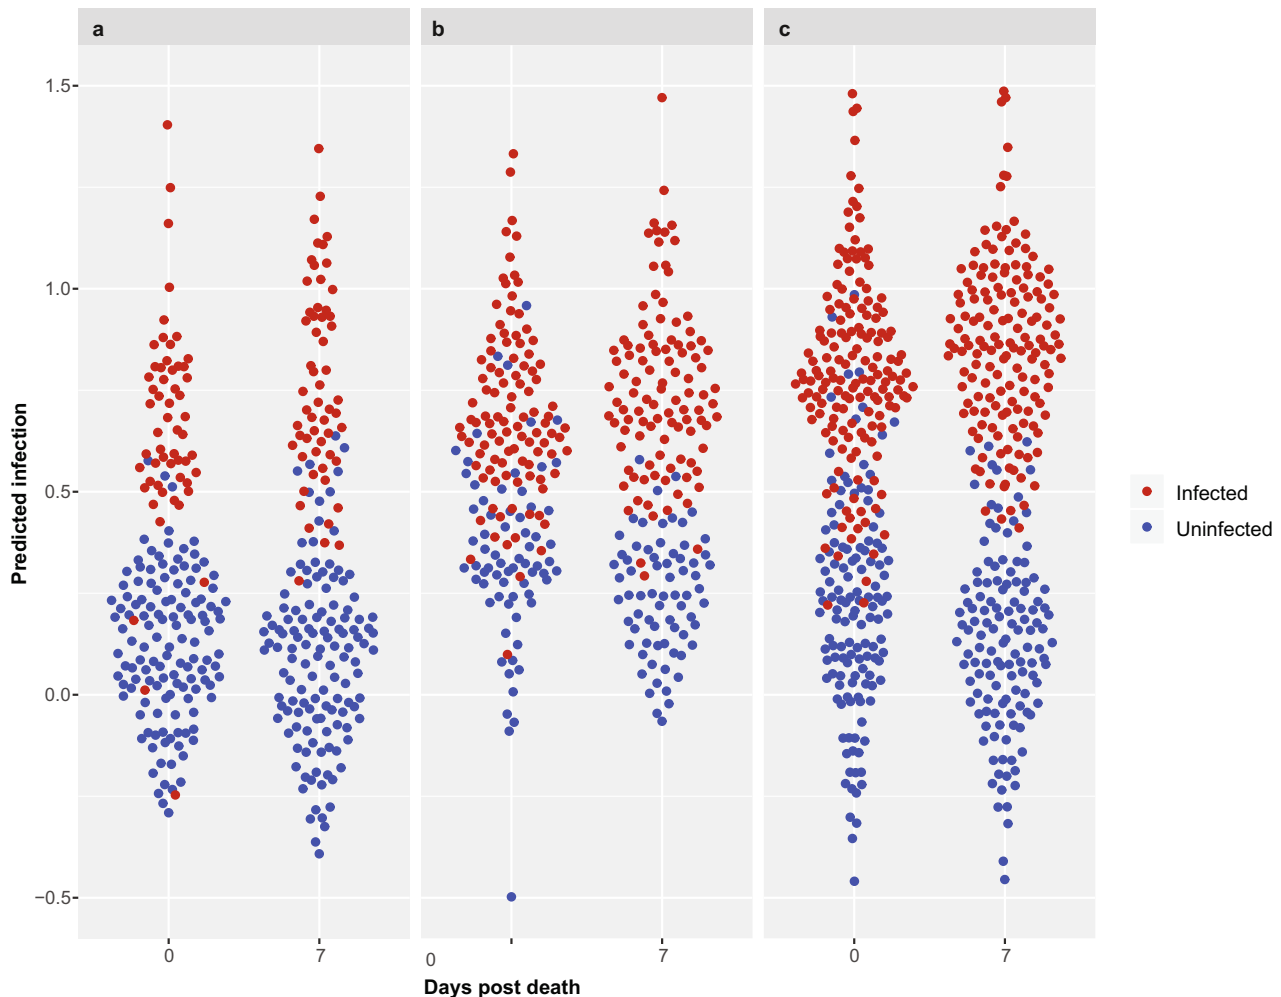 a b c
1.5
1.0
0.5
0.0
−0.5
Predicted infection
0 7 0 7 0 7
Days post death
Infected
Uninfected